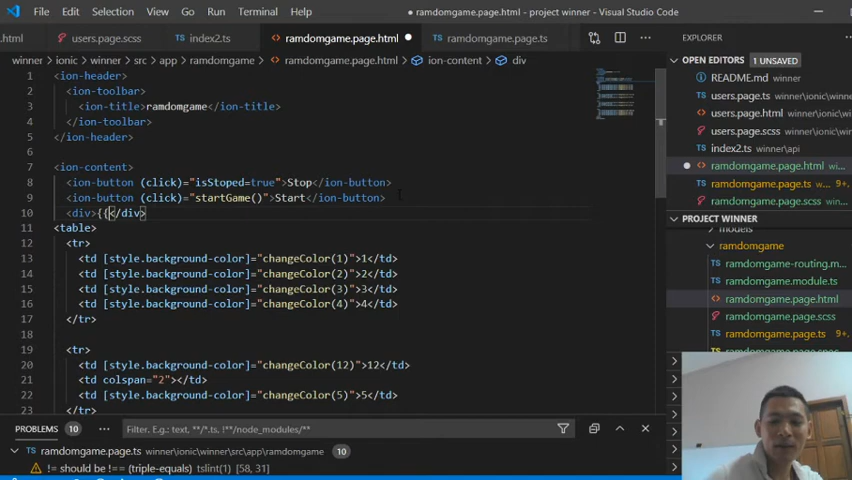 File Edit Selection View Go Run Terminal Help
● ramdomgame.page.html - project winner - Visual Studio Code
.html users.page.scss TS index2.ts ramdomgame.page.html ● TS ramdomgame.page.ts
winner > ionic > winner > src > app > ramdomgame > ramdomgame.page.html > ion-content > div
1 <ion-header>
2 <ion-toolbar>
3 <ion-title>ramdomgame</ion-title>
4 </ion-toolbar>
5 </ion-header>
6
7 <ion-content>
8 <ion-button (click)="isStoped=true">Stop</ion-button>
9 <ion-button (click)="startGame()">Start</ion-button>
10 <div>{{</div>
11 <table>
12 <tr>
13 <td [style.background-color]="changeColor(1)">1</td>
14 <td [style.background-color]="changeColor(2)">2</td>
15 <td [style.background-color]="changeColor(3)">3</td>
16 <td [style.background-color]="changeColor(4)">4</td>
17 </tr>
18
19 <tr>
20 <td [style.background-color]="changeColor(12)">12</td>
21 <td colspan="2"></td>
22 <td [style.background-color]="changeColor(5)">5</td>
23 </tr>
PROBLEMS 10 ... Filter. E.g.: text, **/*.ts, !**/node_modules/**
TS ramdomgame.page.ts winner\ionic\winner\src\app\ramdomgame 10
!= should be !== (triple-equals) tslint(1) [58, 31]
EXPLORER ...
OPEN EDITORS 1 UNSAVED
README.md winner
TS users.page.ts winner\ionic\...
users.page.html winner\ionic\...
users.page.scss winner\ionic\...
TS index2.ts winner\api
● ramdomgame.page.html w...
TS ramdomgame.page.ts w... 9+,
ramdomgame.page.scss wi...
PROJECT WINNER
models
ramdomgame
TS ramdomgame-routing.m...
TS ramdomgame.module.ts
ramdomgame.page.html
ramdomgame.page.scss
TS ramdomgame.page.ts 9+,